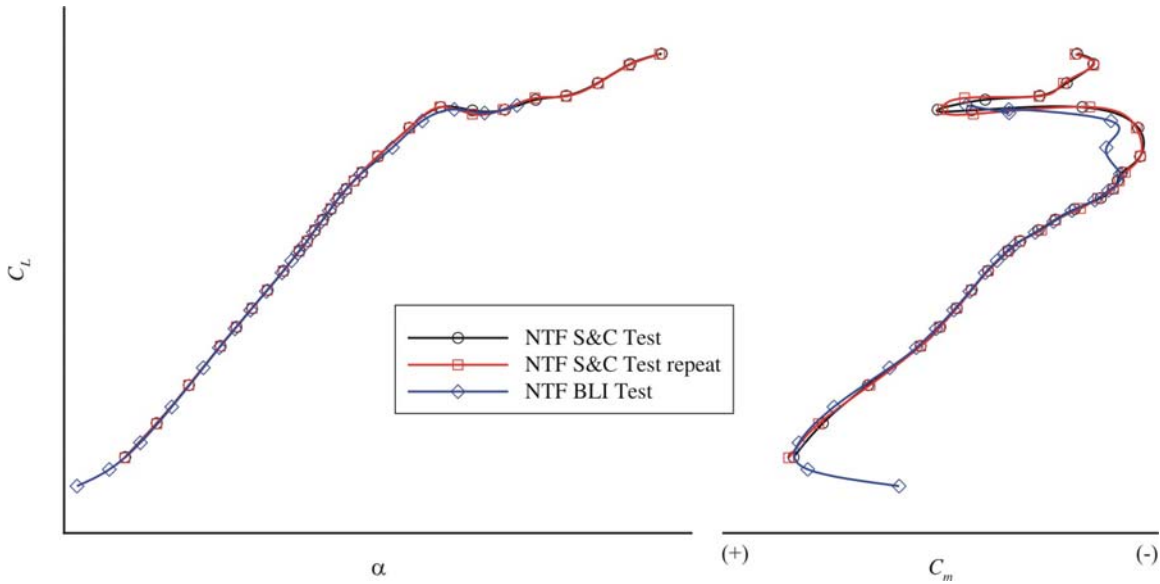 C_L
NTF S&C Test
NTF S&C Test repeat
NTF BLI Test
α
(+)
C_m
(-)